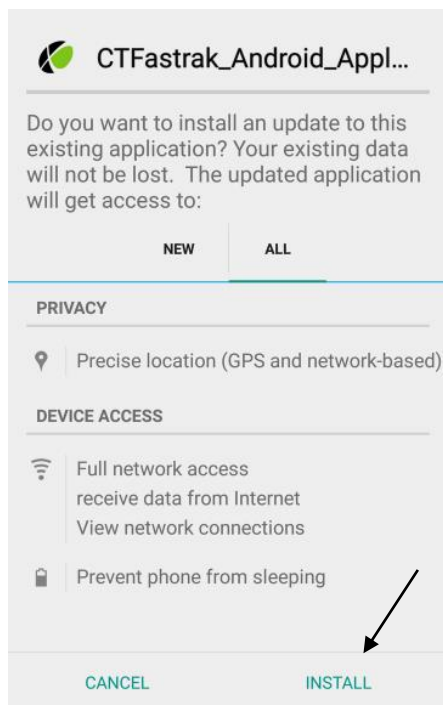 CTFastrak_Android_Appl...
Do you want to install an update to this
existing application? Your existing data
will not be lost. The updated application
will get access to:
NEW ALL
PRIVACY
Precise location (GPS and network-based)
DEVICE ACCESS
Full network access
receive data from Internet
View network connections
Prevent phone from sleeping
CANCEL INSTALL